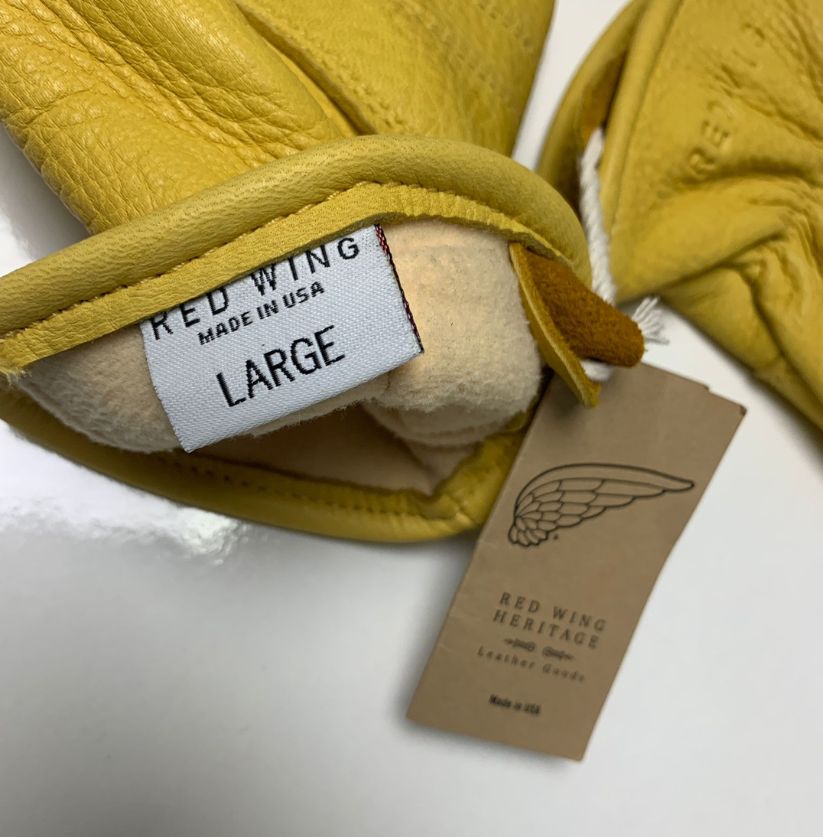 RED WING
MADE IN USA
LARGE
RED WING
HERITAGE
Leather Goods
Made in USA